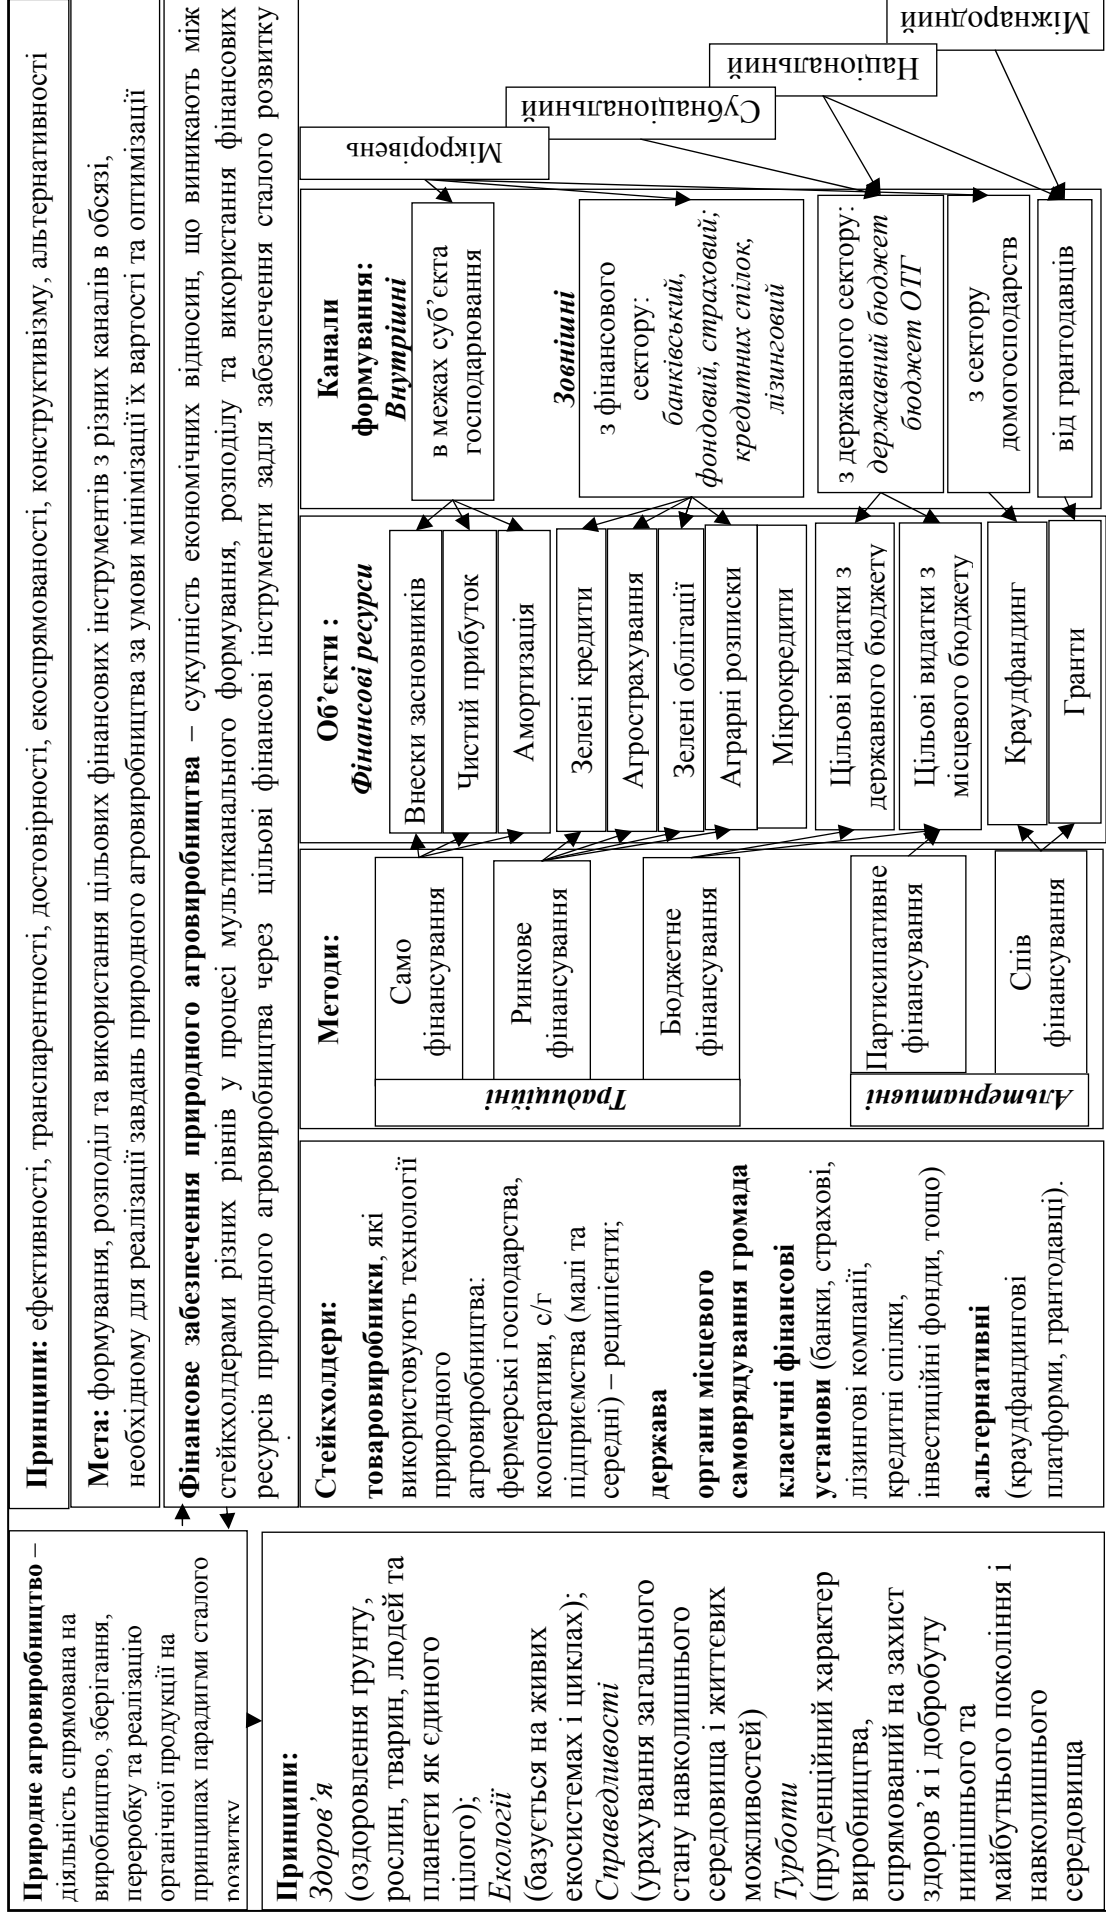 Природне агровиробництво –
діяльність спрямована на
виробництво, зберігання,
переробку та реалізацію
органічної продукції на
принципах парадигми сталого
розвитку
Принципи:
Здоров’я
(оздоровлення ґрунту,
рослин, тварин, людей та
планети як єдиного
цілого);
Екології
(базується на живих
екосистемах і циклах);
Справедливості
(урахування загального
стану навколишнього
середовища і життєвих
можливостей)
Турботи
(пруденційний характер
виробництва,
спрямований на захист
здоров’я і добробуту
нинішнього та
майбутнього покоління і
навколишнього
середовища
Принципи: ефективності, транспарентності, достовірності, екоспрямованості, конструктивізму, альтернативності
Мета: формування, розподіл та використання цільових фінансових інструментів з різних каналів в обсязі,
необхідному для реалізації завдань природного агровиробництва за умови мінімізації їх вартості та оптимізації
Фінансове забезпечення природного агровиробництва – сукупність економічних відносин, що виникають між
стейкхолдерами різних рівнів у процесі мультиканального формування, розподілу та використання фінансових
ресурсів природного агровиробництва через цільові фінансові інструменти задля забезпечення сталого розвитку
Стейкхолдери:
товаровиробники, які
використовують технології
природного
агровиробництва:
фермерські господарства,
кооперативи, с/г
підприємства (малі та
середні) – реципієнти;
держава
органи місцевого
самоврядування громада
класичні фінансові
установи ((банки, страхові,
лізингові компанії,
кредитні спілки,
інвестиційні фонди, тощо)
альтернативні
(краудфандингові
платформи, грантодавці).
Методи:
Традиційні
Само
фінансування
Ринкове
фінансування
Бюджетне
фінансування
Альтернативні
Партисипативне
фінансування
Спів
фінансування
Об’єкти :
Фінансові ресурси
Внески засновників
Чистий прибуток
Амортизація
Зелені кредити
Агрострахування
Зелені облігації
Аграрні розписки
Мікрокредити
Цільові видатки з
державного бюджету
Цільові видатки з
місцевого бюджету
Краудфандинг
Гранти
Канали
формування:
Внутрішні
в межах суб’єкта
господарювання
Зовнішні
з фінансового
сектору:
банківський,
фондовий, страховий;
кредитних спілок,
лізинговий
з державного сектору:
державний бюджет
бюджет ОТГ
з сектору
домогосподарств
від грантодавців
Мікрорівень
Субнаціональний
Національний
Міжнародний